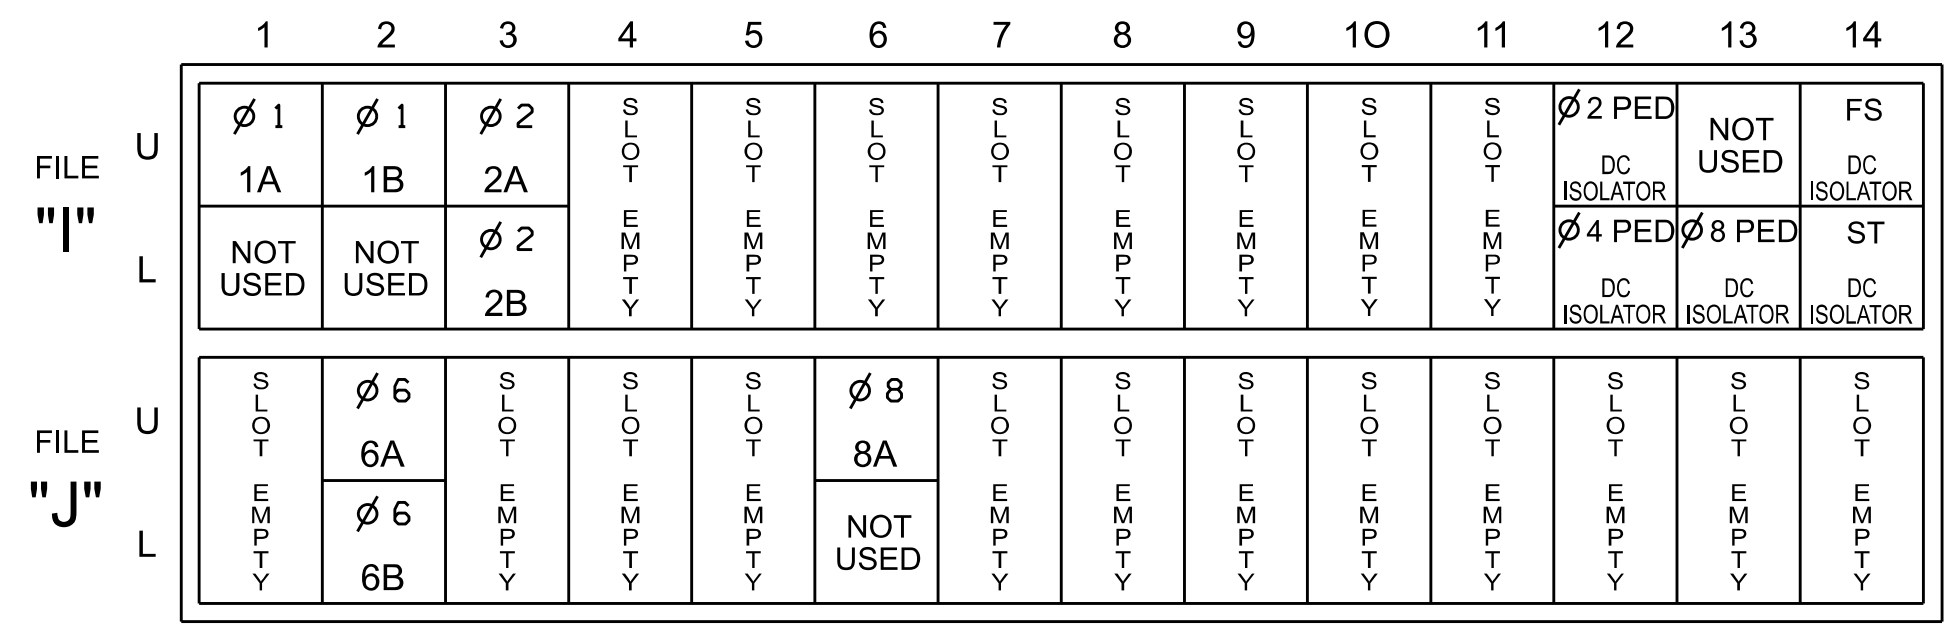 1 2 3 4 5 6 7 8 9 10 11 12 13 14
FILE "I"
U
Ø 1 1A
Ø 1 1B
Ø 2 2A
SLOT EMPTY
SLOT EMPTY
SLOT EMPTY
SLOT EMPTY
SLOT EMPTY
SLOT EMPTY
SLOT EMPTY
SLOT EMPTY
Ø 2 PED DC ISOLATOR
NOT USED
FS DC ISOLATOR
L
NOT USED
NOT USED
Ø 2 2B
Ø 4 PED DC ISOLATOR
Ø 8 PED DC ISOLATOR
ST DC ISOLATOR
FILE "J"
U
SLOT EMPTY
Ø 6 6A
SLOT EMPTY
SLOT EMPTY
SLOT EMPTY
Ø 8 8A
SLOT EMPTY
SLOT EMPTY
SLOT EMPTY
SLOT EMPTY
SLOT EMPTY
SLOT EMPTY
SLOT EMPTY
SLOT EMPTY
L
Ø 6 6B
NOT USED